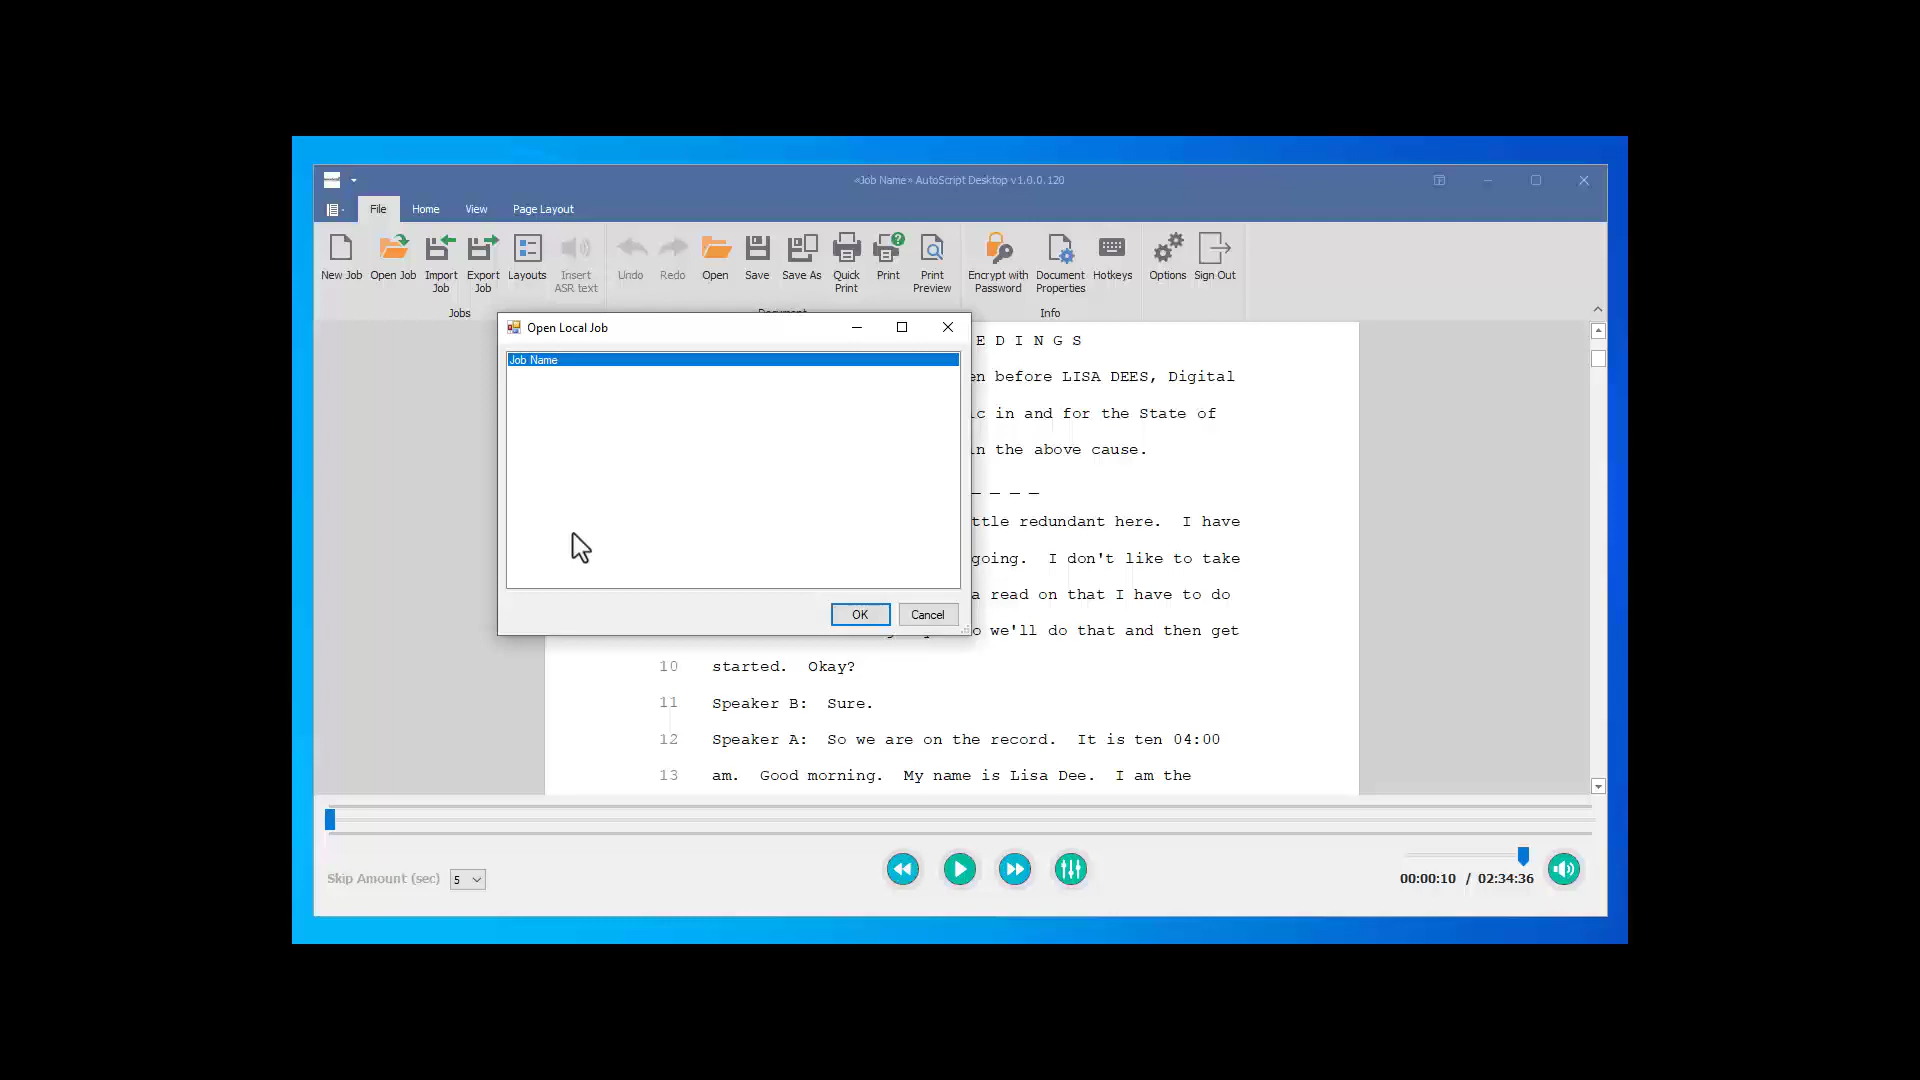 «Job Name» AutoScript Desktop v1.0.0.120
File Home View Page Layout
New Job Open Job Import Job Export Job Layouts Insert ASR text Undo Redo Open Save Save As Quick Print Print Print Preview Encrypt with Password Document Properties Hotkeys Options Sign Out
Jobs Info
Open Local Job
Job Name
OK Cancel
E D I N G S
before LISA DEES, Digital
in and for the State of
the above cause.
– – – –
redundant here. I have
going. I don't like to take
a read on that I have to do
we'll do that and then get
10 started. Okay?
11 Speaker B: Sure.
12 Speaker A: So we are on the record. It is ten 04:00
13 am. Good morning. My name is Lisa Dee. I am the
Skip Amount (sec) 5
00:00:10 / 02:34:36